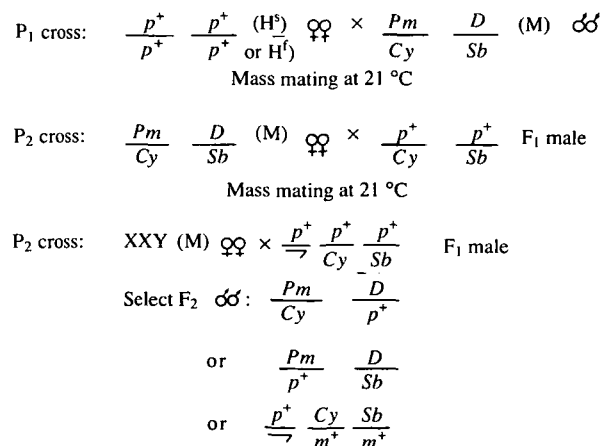 P₁ cross: p⁺/p⁺ p⁺/p⁺ (Hˢ) or Hᶠ) ♀♀ × Pm/Cy D/Sb (M) ♂♂
Mass mating at 21 °C
P₂ cross: Pm/Cy D/Sb (M) ♀♀ × p⁺/Cy p⁺/Sb F₁ male
Mass mating at 21 °C
P₂ cross: XXY (M) ♀♀ × p⁺/⇁ p⁺/Cy p⁺/Sb F₁ male
Select F₂ ♂♂: Pm/Cy D/p⁺
or Pm/p⁺ D/Sb
or p⁺/⇁ Cy/m⁺ Sb/m⁺